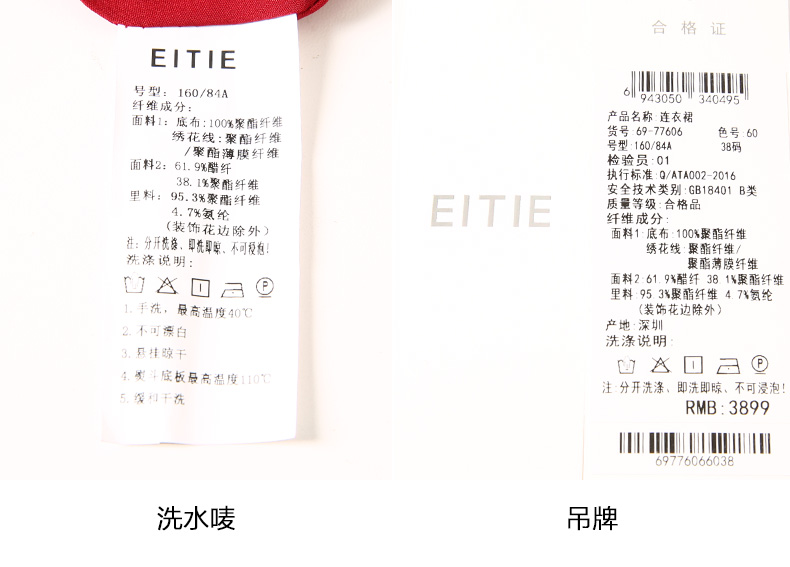 EITIE
号型: 160/84A
纤维成分:
面料1: 底布:100%聚酯纤维
绣花线:聚酯纤维
/聚酯薄膜纤维
面料2: 61.9%醋纤
38.1%聚酯纤维
里料: 95.3%聚酯纤维
4.7%氨纶
(装饰花边除外)
注: 分开洗涤、即洗即晾、不可浸泡!
洗涤说明:
1. 手洗，最高温度40℃
2. 不可漂白
3. 悬挂晾干
4. 熨斗底板最高温度110℃
5. 缓和干洗
洗水唛
EITIE
合格证
6 943050 340495
产品名称 连衣裙
货号: 69-77606 色号: 60
号型:160/84A 38码
检验员:01
执行标准:Q/ATA002-2016
安全技术类别:GB18401 B类
质量等级:合格品
纤维成分:
面料1: 底布:100%聚酯纤维
绣花线:聚酯纤维/
聚酯薄膜纤维
面料2:61.9%醋纤 38.1%聚酯纤维
里料:95.3%聚酯纤维 4.7%氨纶
(装饰花边除外)
产地:深圳
洗涤说明:
注:分开洗涤、即洗即晾、不可浸泡!
RMB:3899
69776066038
吊牌